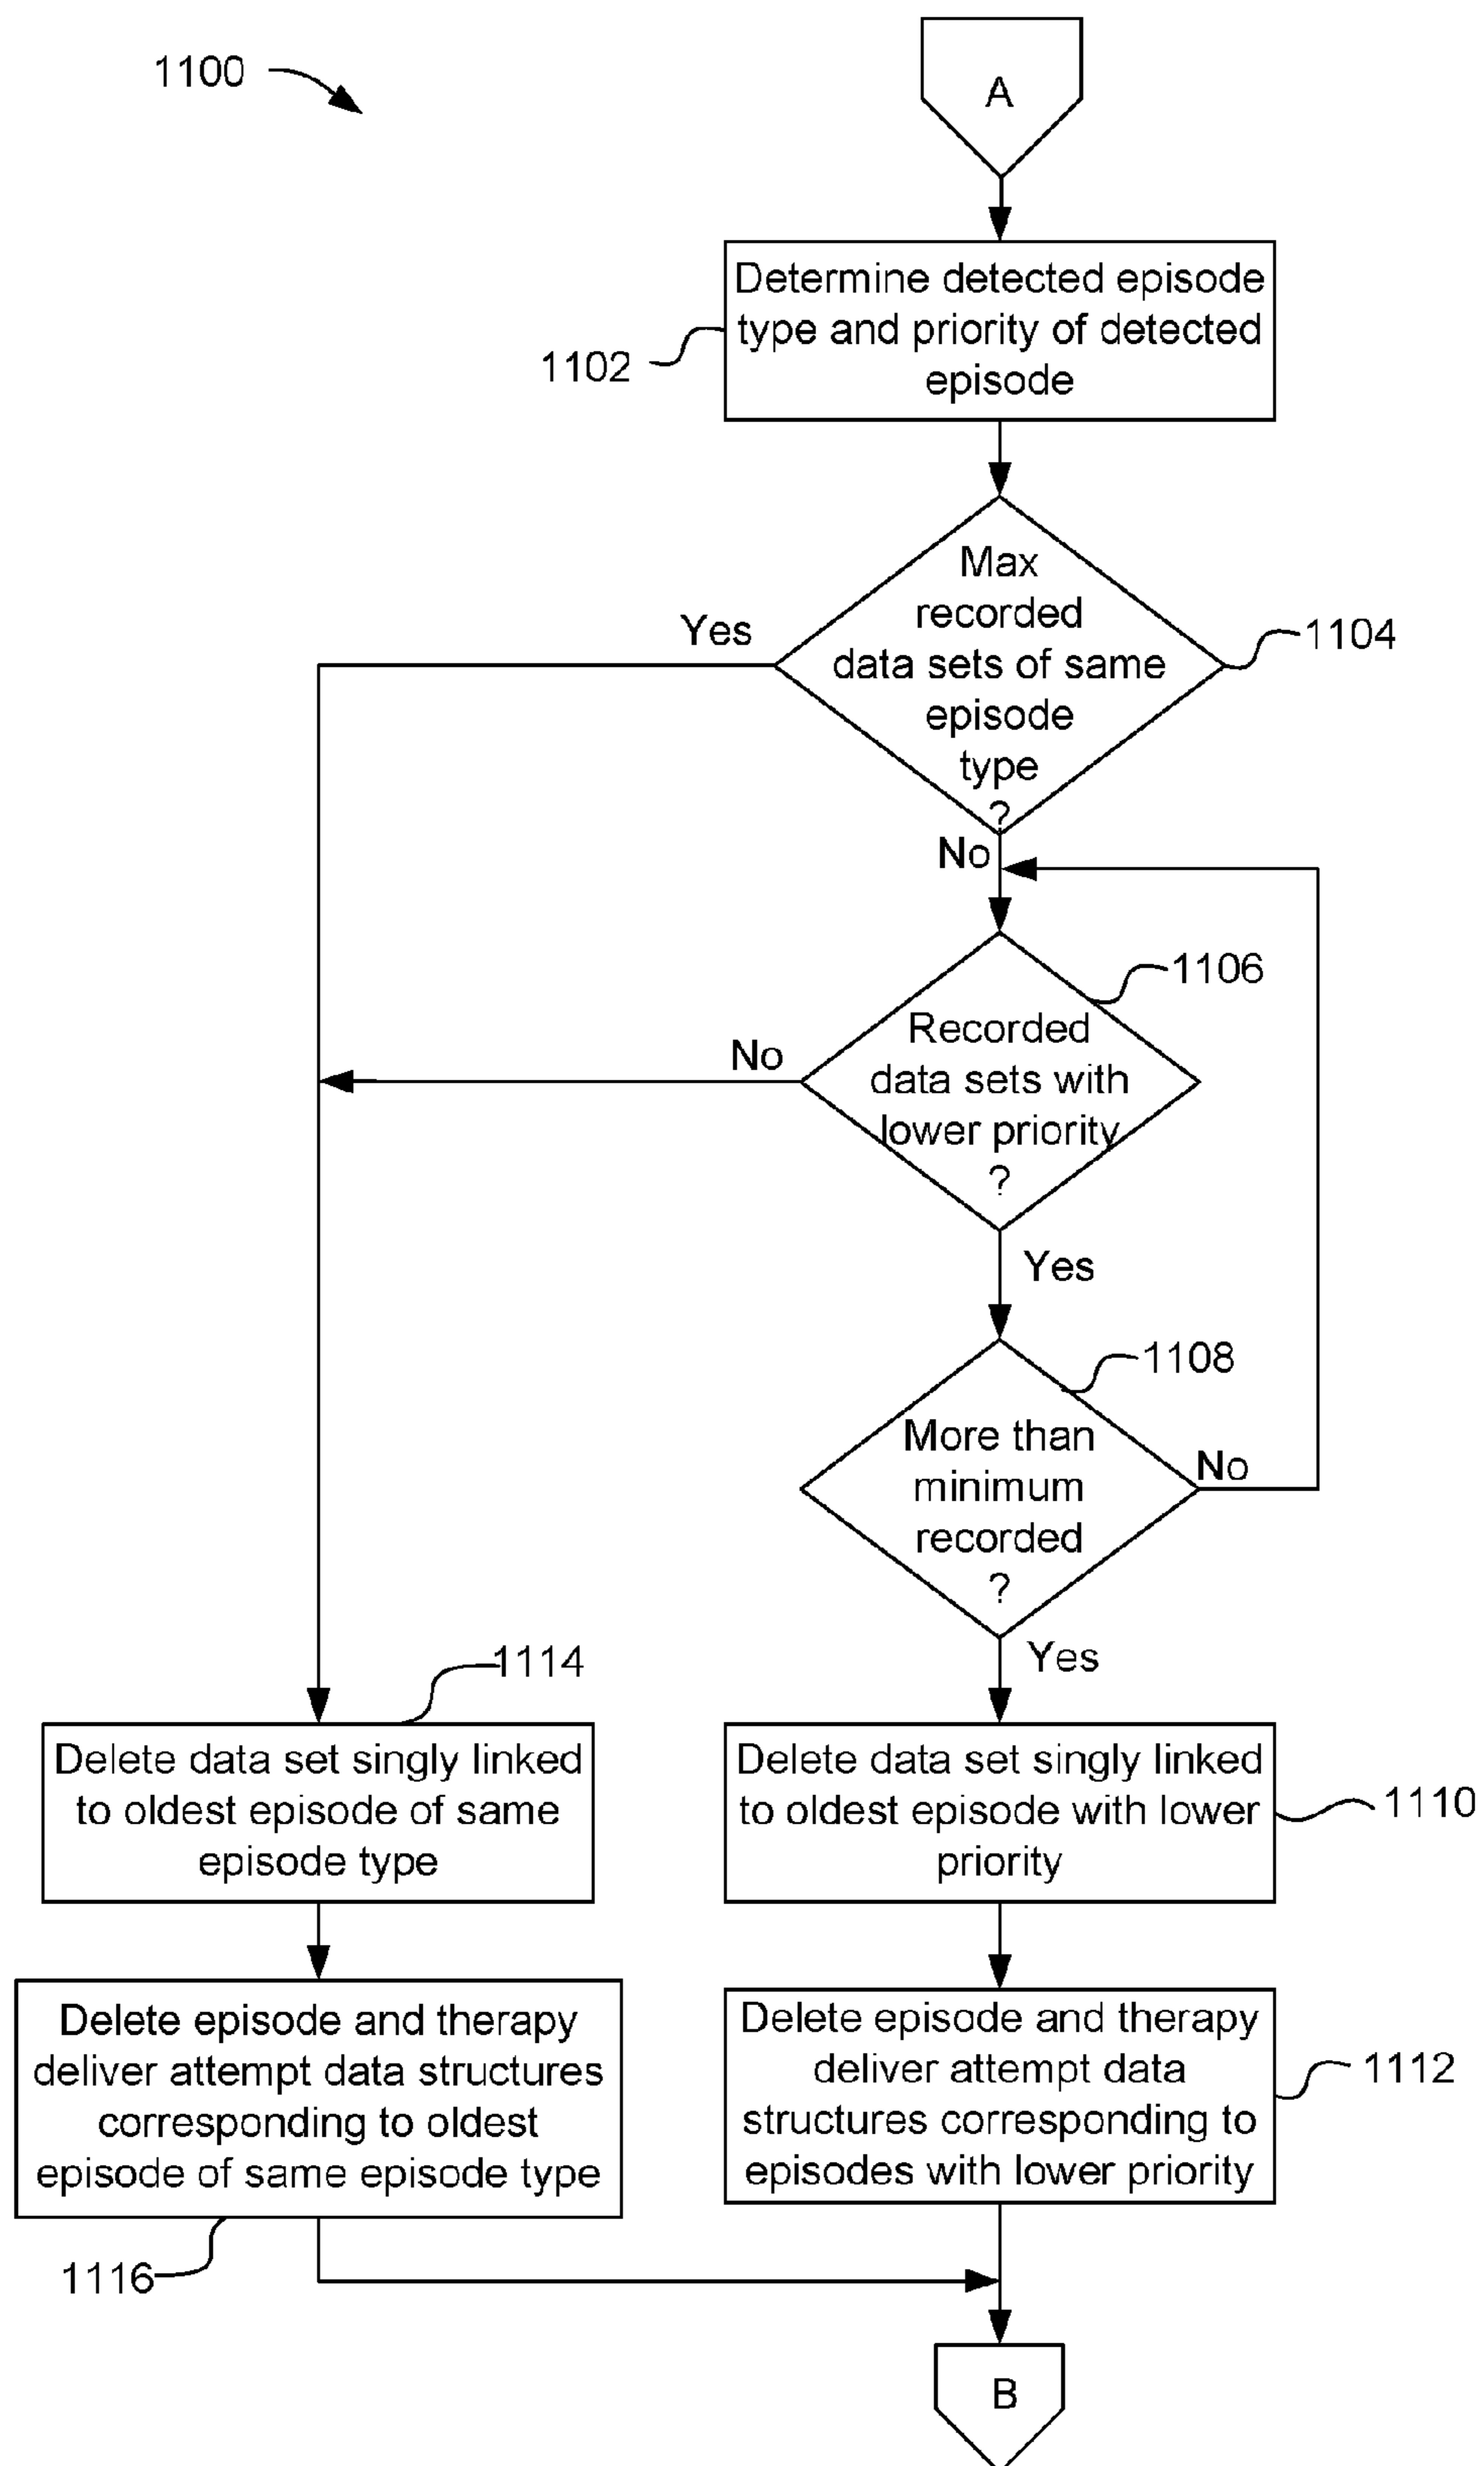 1100
A
Determine detected episode
type and priority of detected
episode
1102
Max
recorded
data sets of same
episode
type
?
Yes
1104
No
1106
Recorded
data sets with
lower priority
?
No
Yes
1108
More than
minimum
recorded
?
No
Yes
1114
Delete data set singly linked
to oldest episode of same
episode type
Delete data set singly linked
to oldest episode with lower
priority
1110
Delete episode and therapy
deliver attempt data structures
corresponding to oldest
episode of same episode type
Delete episode and therapy
deliver attempt data
structures corresponding to
episodes with lower priority
1112
1116
B